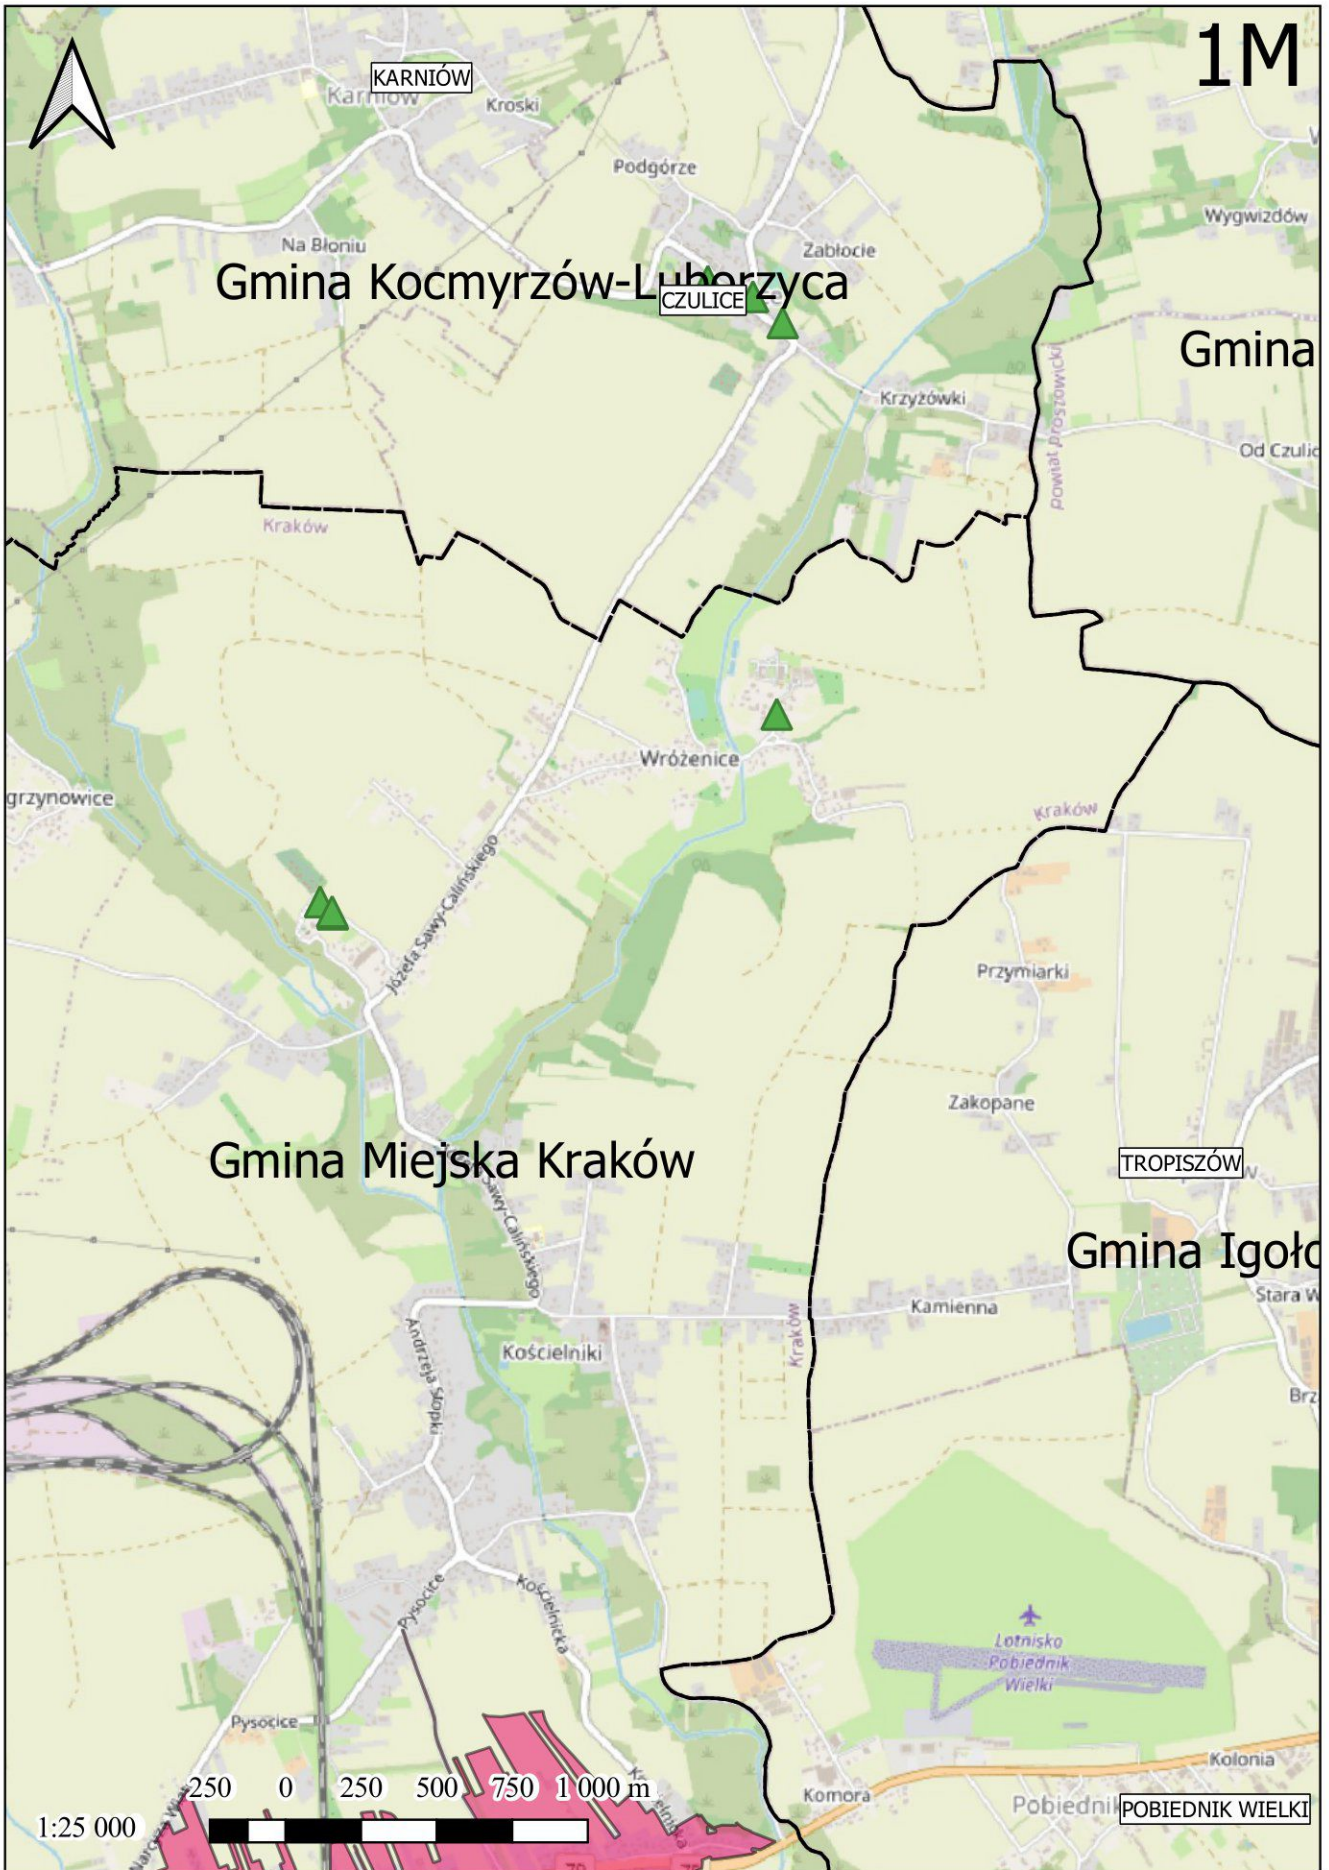 1M
KARNIÓW
Karniów
Kroski
Podgórze
Wygwizdów
Na Błoniu
Zabłocie
Gmina Kocmyrzów-Luborzyca
CZULICE
Gmina
powiat proszowicki
Krzyżówki
Od Czulic
Kraków
Wróżenice
grzynowice
Kraków
Józefa Sawy-Calińskiego
Przymiarki
Zakopane
Gmina Miejska Kraków
TROPISZÓW
Sawy-Calińskiego
Gmina Igoło
Stara W
Kamienna
Kraków
Andrzeja Stopki
Kościelniki
Brz
Pysocice
Kościelnicka
Lotnisko
Pobiednik
Wielki
Pysocice
Kolonia
250 0 250 500 750 1 000 m
Komora
Pobiednik
POBIEDNIK WIELKI
1:25 000
79